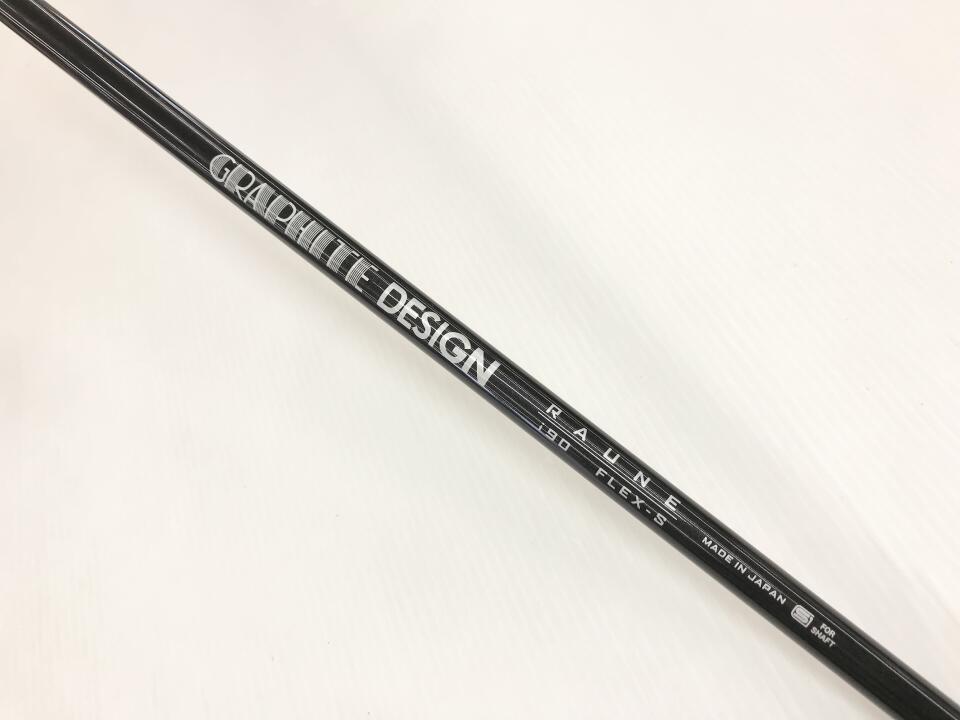 GRAPHITE DESIGN
RAUNE
i90 FLEX-S
MADE IN JAPAN
S FOR
SHAFT